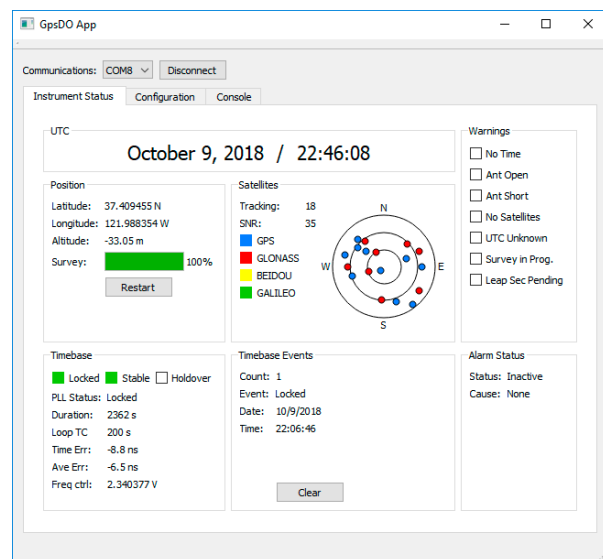 GpsDO App
Communications: COM8 Disconnect
Instrument Status Configuration Console
UTC
October 9, 2018 / 22:46:08
Warnings
No Time
Ant Open
Ant Short
No Satellites
UTC Unknown
Survey in Prog.
Leap Sec Pending
Position
Latitude: 37.409455 N
Longitude: 121.988354 W
Altitude: -33.05 m
Survey: 100%
Restart
Satellites
Tracking: 18
SNR: 35
GPS
GLONASS
BEIDOU
GALILEO
N
W E
S
Timebase
Locked Stable Holdover
PLL Status: Locked
Duration: 2362 s
Loop TC 200 s
Time Err: -8.8 ns
Ave Err: -6.5 ns
Freq ctrl: 2.340377 V
Timebase Events
Count: 1
Event: Locked
Date: 10/9/2018
Time: 22:06:46
Clear
Alarm Status
Status: Inactive
Cause: None